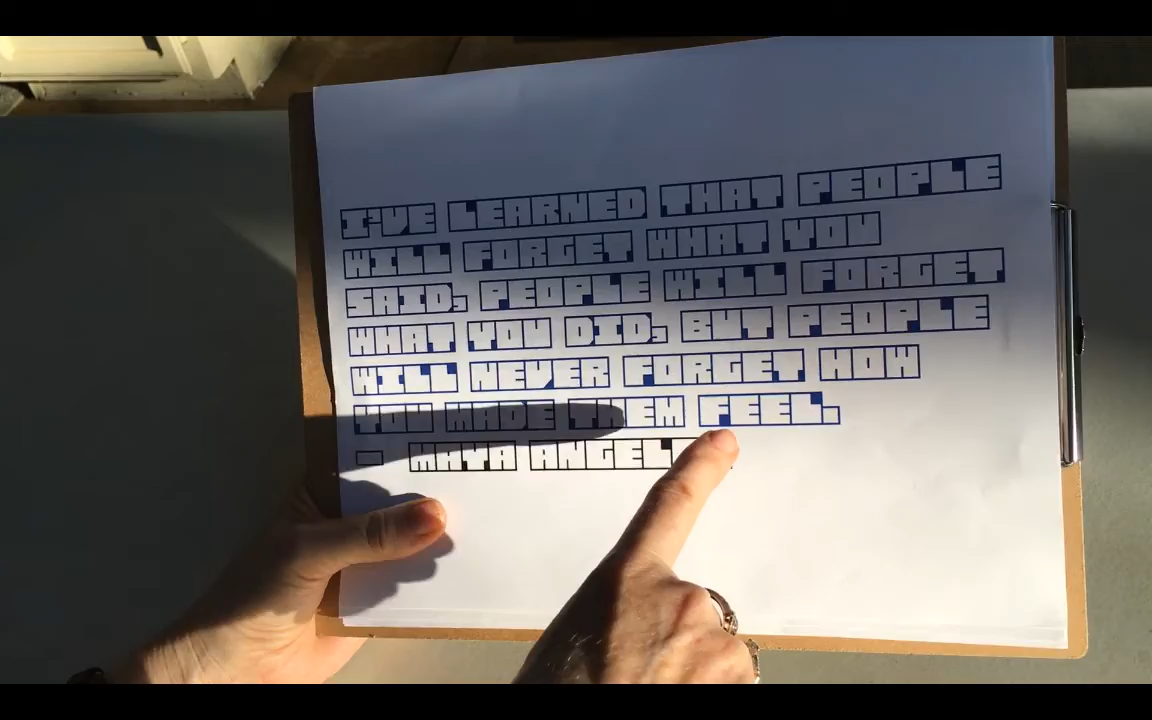 I'VE LEARNED THAT PEOPLE
WILL FORGET WHAT YOU
SAID, PEOPLE WILL FORGET
WHAT YOU DID, BUT PEOPLE
WILL NEVER FORGET HOW
YOU MADE THEM FEEL.
- MAYA